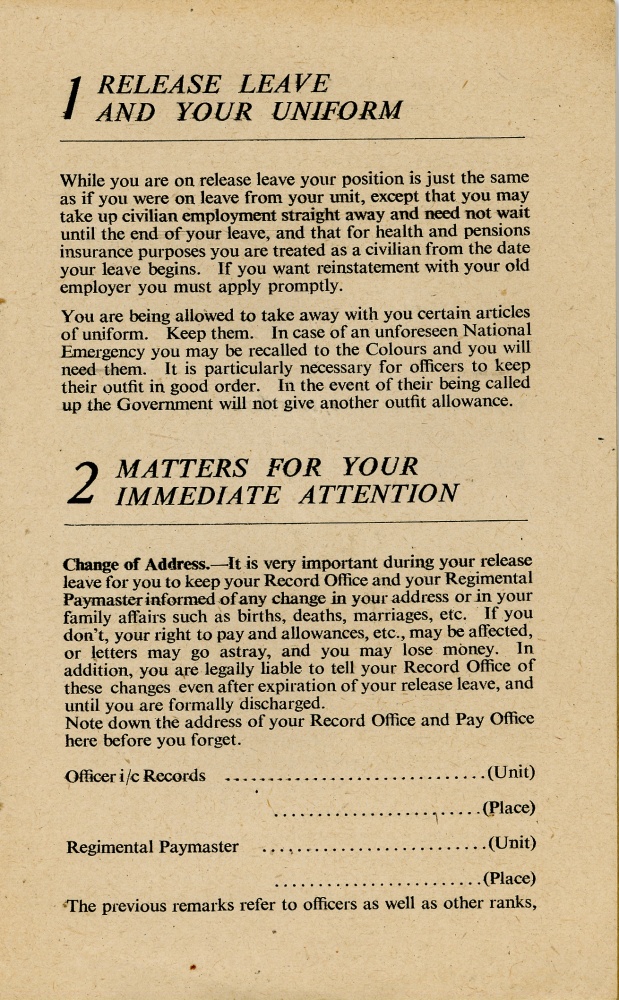 1 RELEASE LEAVE
AND YOUR UNIFORM
While you are on release leave your position is just the same
as if you were on leave from your unit, except that you may
take up civilian employment straight away and need not wait
until the end of your leave, and that for health and pensions
insurance purposes you are treated as a civilian from the date
your leave begins. If you want reinstatement with your old
employer you must apply promptly.
You are being allowed to take away with you certain articles
of uniform. Keep them. In case of an unforeseen National
Emergency you may be recalled to the Colours and you will
need them. It is particularly necessary for officers to keep
their outfit in good order. In the event of their being called
up the Government will not give another outfit allowance.
2 MATTERS FOR YOUR
IMMEDIATE ATTENTION
Change of Address.—It is very important during your release
leave for you to keep your Record Office and your Regimental
Paymaster informed of any change in your address or in your
family affairs such as births, deaths, marriages, etc. If you
don't, your right to pay and allowances, etc., may be affected,
or letters may go astray, and you may lose money. In
addition, you are legally liable to tell your Record Office of
these changes even after expiration of your release leave, and
until you are formally discharged.
Note down the address of your Record Office and Pay Office
here before you forget.
Officer i/c Records ..............................(Unit)
........................(Place)
Regimental Paymaster ..........................(Unit)
........................(Place)
The previous remarks refer to officers as well as other ranks,